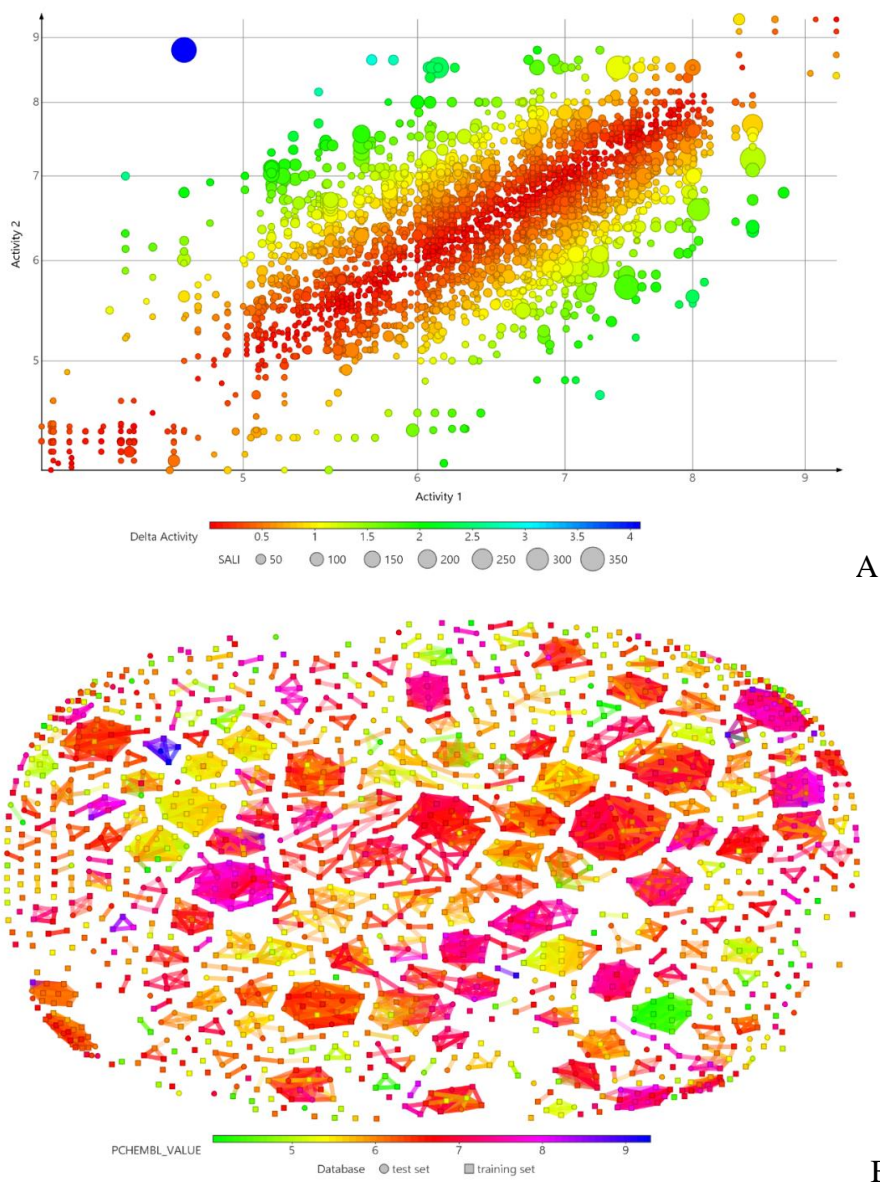 9
8
7
6
5
Activity 2
5 6 7 8 9
Activity 1
Delta Activity 0.5 1 1.5 2 2.5 3 3.5 4
SALI 50 100 150 200 250 300 350
A
PCHEMBL_VALUE 5 6 7 8 9
Database test set training set